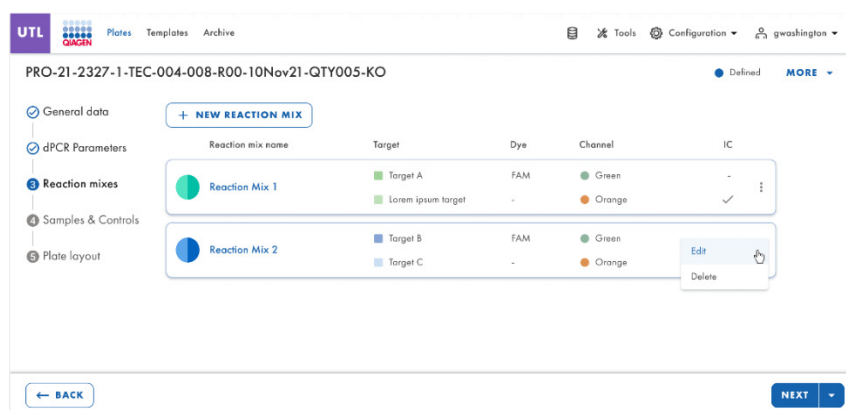 UTL QIAGEN Plates Templates Archive Tools Configuration gwashington
PRO-21-2327-1-TEC-004-008-R00-10Nov21-QTY005-KO Defined MORE
General data
+ NEW REACTION MIX
Reaction mix name Target Dye Channel IC
dPCR Parameters
Target A FAM Green -
3 Reaction mixes
Reaction Mix 1
Lorem ipsum target - Orange
4 Samples & Controls
Target B FAM Green
Reaction Mix 2
Edit
5 Plate layout
Target C - Orange
Delete
← BACK NEXT